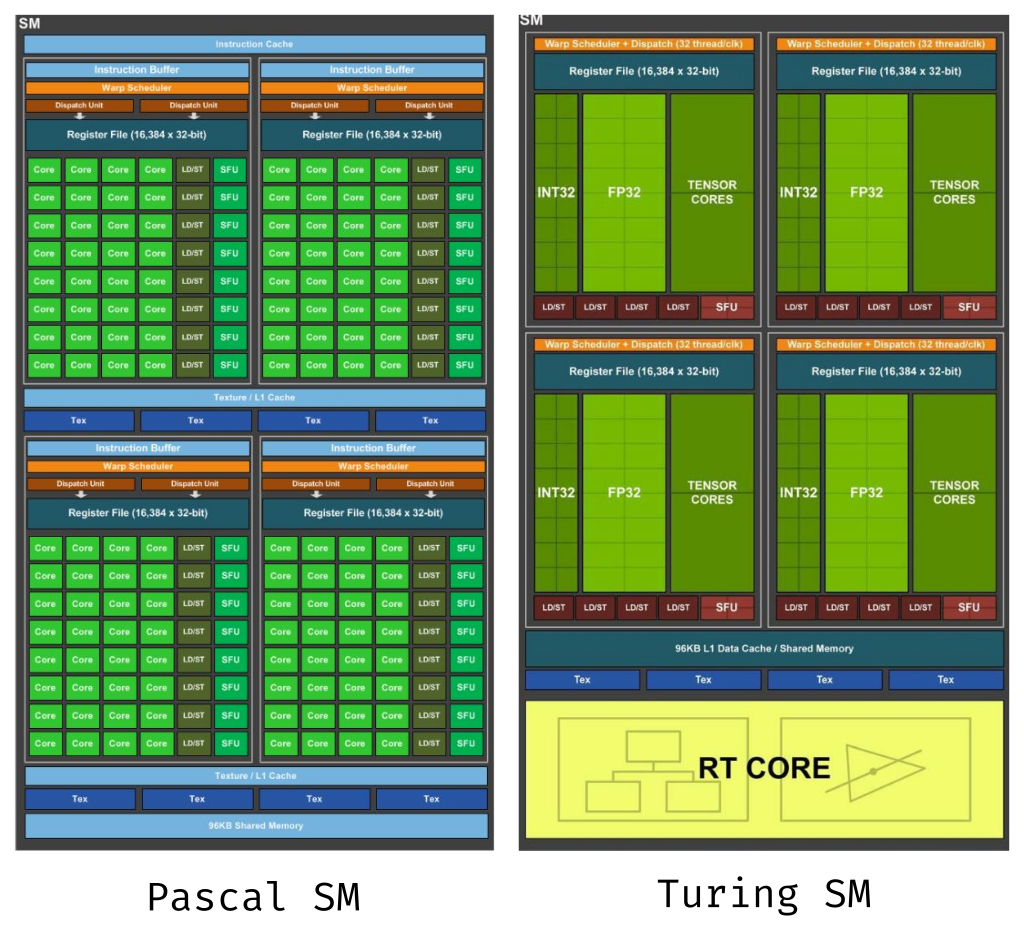 SM
Instruction Cache
Instruction Buffer
Warp Scheduler
Dispatch Unit Dispatch Unit
Register File (16,384 x 32-bit)
Core Core Core Core LD/ST SFU
Core Core Core Core LD/ST SFU
Core Core Core Core LD/ST SFU
Core Core Core Core LD/ST SFU
Core Core Core Core LD/ST SFU
Core Core Core Core LD/ST SFU
Core Core Core Core LD/ST SFU
Core Core Core Core LD/ST SFU
Instruction Buffer
Warp Scheduler
Dispatch Unit Dispatch Unit
Register File (16,384 x 32-bit)
Core Core Core Core LD/ST SFU
Core Core Core Core LD/ST SFU
Core Core Core Core LD/ST SFU
Core Core Core Core LD/ST SFU
Core Core Core Core LD/ST SFU
Core Core Core Core LD/ST SFU
Core Core Core Core LD/ST SFU
Core Core Core Core LD/ST SFU
Texture / L1 Cache
Tex Tex Tex Tex
Instruction Buffer
Warp Scheduler
Dispatch Unit Dispatch Unit
Register File (16,384 x 32-bit)
Core Core Core Core LD/ST SFU
Core Core Core Core LD/ST SFU
Core Core Core Core LD/ST SFU
Core Core Core Core LD/ST SFU
Core Core Core Core LD/ST SFU
Core Core Core Core LD/ST SFU
Core Core Core Core LD/ST SFU
Core Core Core Core LD/ST SFU
Instruction Buffer
Warp Scheduler
Dispatch Unit Dispatch Unit
Register File (16,384 x 32-bit)
Core Core Core Core LD/ST SFU
Core Core Core Core LD/ST SFU
Core Core Core Core LD/ST SFU
Core Core Core Core LD/ST SFU
Core Core Core Core LD/ST SFU
Core Core Core Core LD/ST SFU
Core Core Core Core LD/ST SFU
Core Core Core Core LD/ST SFU
Texture / L1 Cache
Tex Tex Tex Tex
96KB Shared Memory
Pascal SM
SM
Warp Scheduler + Dispatch (32 thread/clk)
Register File (16,384 x 32-bit)
INT32 FP32 TENSOR
CORES
LD/ST LD/ST LD/ST LD/ST SFU
Warp Scheduler + Dispatch (32 thread/clk)
Register File (16,384 x 32-bit)
INT32 FP32 TENSOR
CORES
LD/ST LD/ST LD/ST LD/ST SFU
Warp Scheduler + Dispatch (32 thread/clk)
Register File (16,384 x 32-bit)
INT32 FP32 TENSOR
CORES
LD/ST LD/ST LD/ST LD/ST SFU
Warp Scheduler + Dispatch (32 thread/clk)
Register File (16,384 x 32-bit)
INT32 FP32 TENSOR
CORES
LD/ST LD/ST LD/ST LD/ST SFU
96KB L1 Data Cache / Shared Memory
Tex Tex Tex Tex
RT CORE
Turing SM